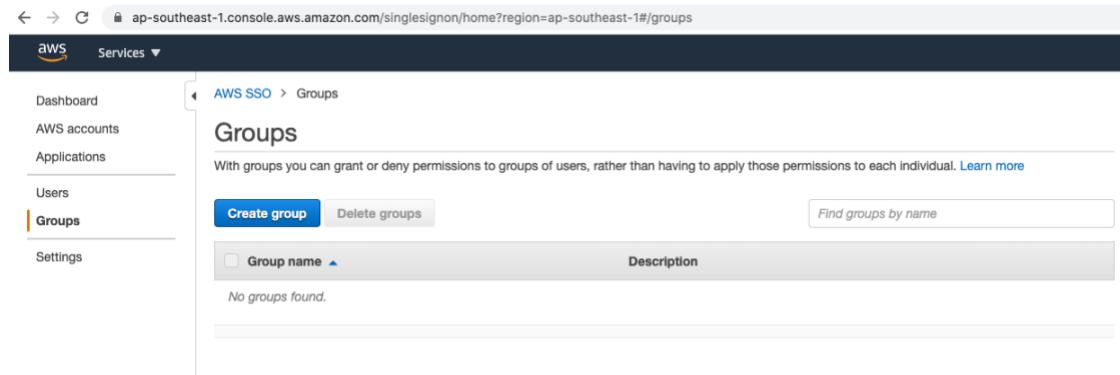 ap-southeast-1.console.aws.amazon.com/singlesignon/home?region=ap-southeast-1#/groups
aws Services ▼
Dashboard
AWS accounts
Applications
Users
Groups
Settings
AWS SSO > Groups
Groups
With groups you can grant or deny permissions to groups of users, rather than having to apply those permissions to each individual. Learn more
Create group Delete groups Find groups by name
Group name Description
No groups found.